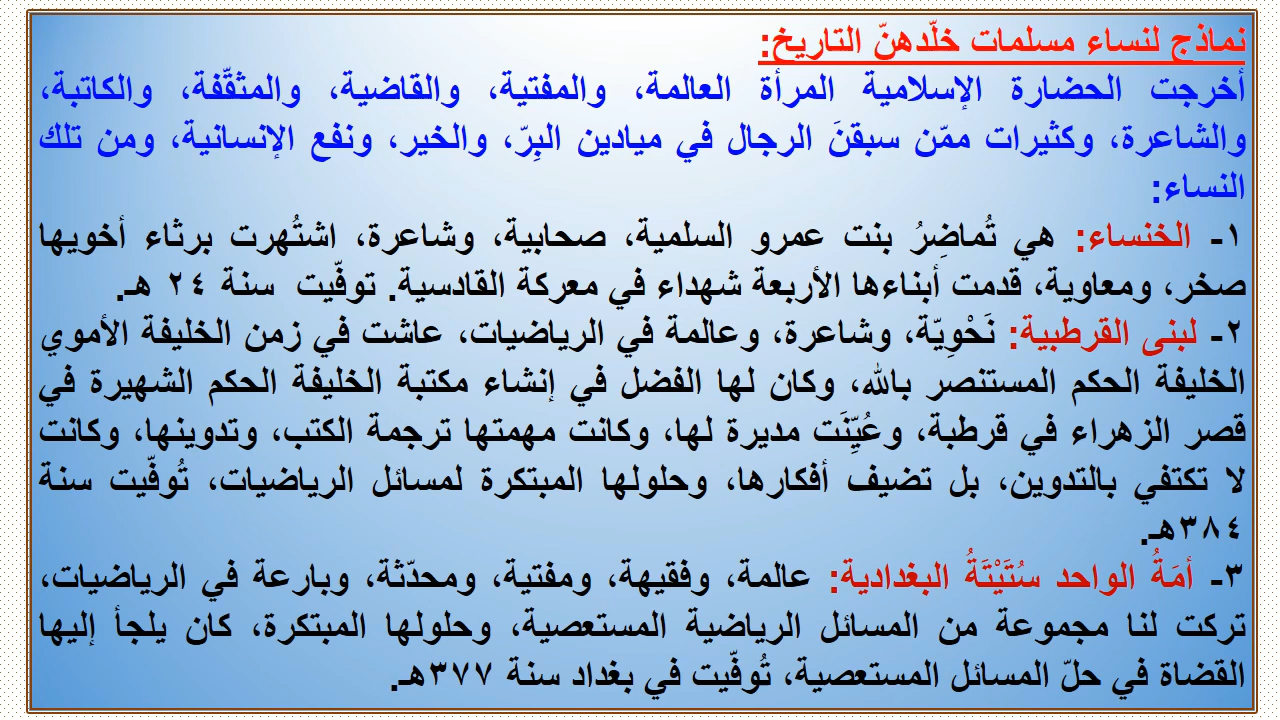 نماذج لنساء مسلمات خلّدهنّ التاريخ:
أخرجت الحضارة الإسلامية المرأة العالمة، والمفتية، والقاضية، والمثقّفة، والكاتبة،
والشاعرة، وكثيرات ممّن سبقنَ الرجال في ميادين البِرّ، والخير، ونفع الإنسانية، ومن تلك
النساء:
١- الخنساء: هي تُماضِرُ بنت عمرو السلمية، صحابية، وشاعرة، اشتُهرت برثاء أخويها
صخر، ومعاوية، قدمت أبناءها الأربعة شهداء في معركة القادسية. توفّيت سنة ٢٤ هـ.
٢- لبنى القرطبية: نَحْوِيّة، وشاعرة، وعالمة في الرياضيات، عاشت في زمن الخليفة الأموي
الخليفة الحكم المستنصر بالله، وكان لها الفضل في إنشاء مكتبة الخليفة الحكم الشهيرة في
قصر الزهراء في قرطبة، وعُيِّنَت مديرة لها، وكانت مهمتها ترجمة الكتب، وتدوينها، وكانت
لا تكتفي بالتدوين، بل تضيف أفكارها، وحلولها المبتكرة لمسائل الرياضيات، تُوفّيت سنة
٣٨٤هـ.
٣- أمَةُ الواحد سُتَيْتَةُ البغدادية: عالمة، وفقيهة، ومفتية، ومحدّثة، وبارعة في الرياضيات،
تركت لنا مجموعة من المسائل الرياضية المستعصية، وحلولها المبتكرة، كان يلجأ إليها
القضاة في حلّ المسائل المستعصية، تُوفّيت في بغداد سنة ٣٧٧هـ.